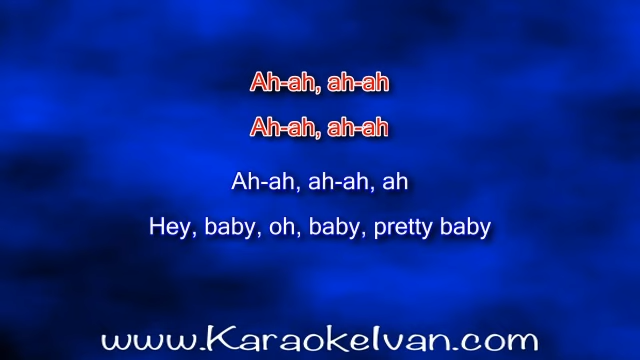 Ah-ah, ah-ah
Ah-ah, ah-ah
Ah-ah, ah-ah, ah
Hey, baby, oh, baby, pretty baby
www.KaraokeIvan.com